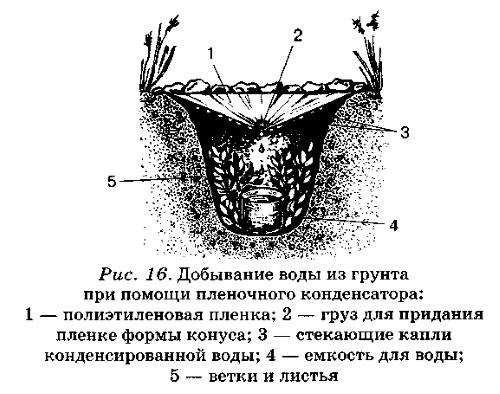 1 2
3
5
4
Рис. 16. Добывание воды из грунта
при помощи пленочного конденсатора:
1 — полиэтиленовая пленка; 2 — груз для придания
пленке формы конуса; 3 — стекающие капли
конденсированной воды; 4 — емкость для воды;
5 — ветки и листья